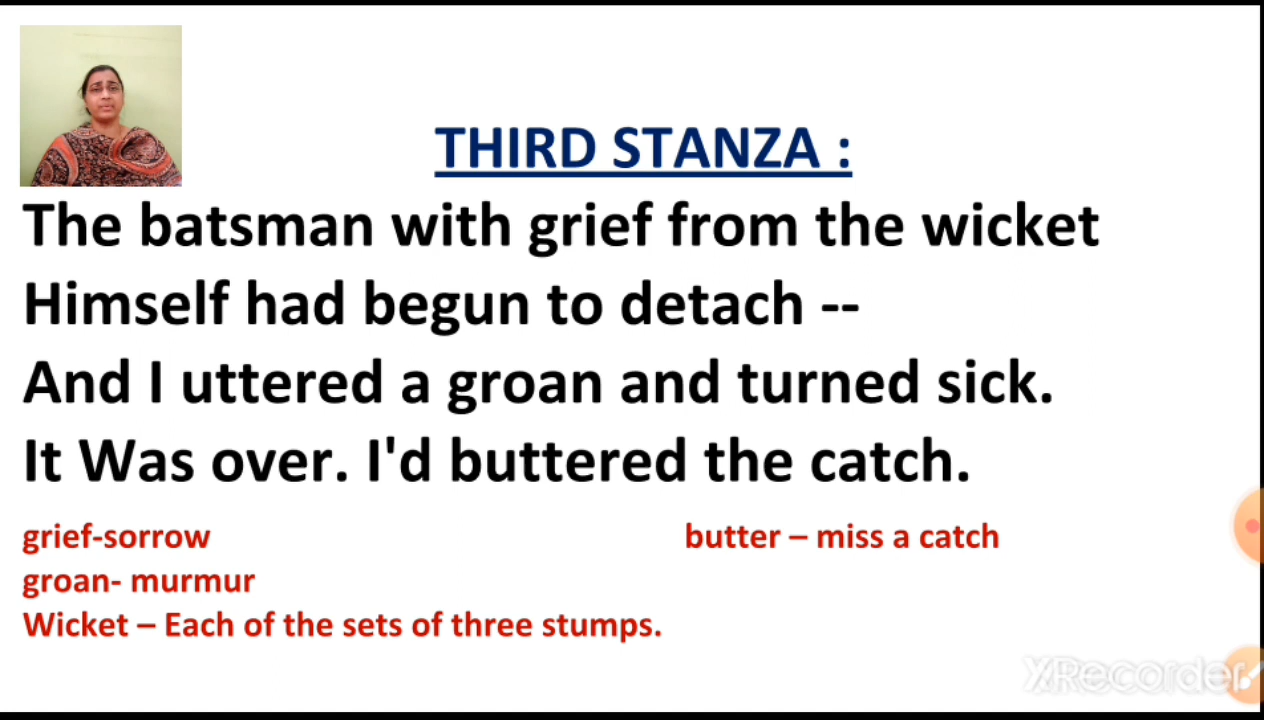 THIRD STANZA :
The batsman with grief from the wicket
Himself had begun to detach --
And I uttered a groan and turned sick.
It Was over. I'd buttered the catch.
grief-sorrow
butter – miss a catch
groan- murmur
Wicket – Each of the sets of three stumps.
XRecorder